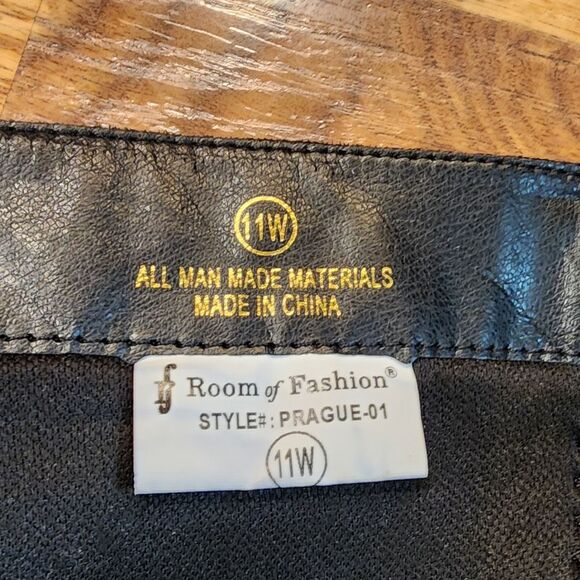 11W
ALL MAN MADE MATERIALS
MADE IN CHINA
Room of Fashion®
STYLE#: PRAGUE-01
11W